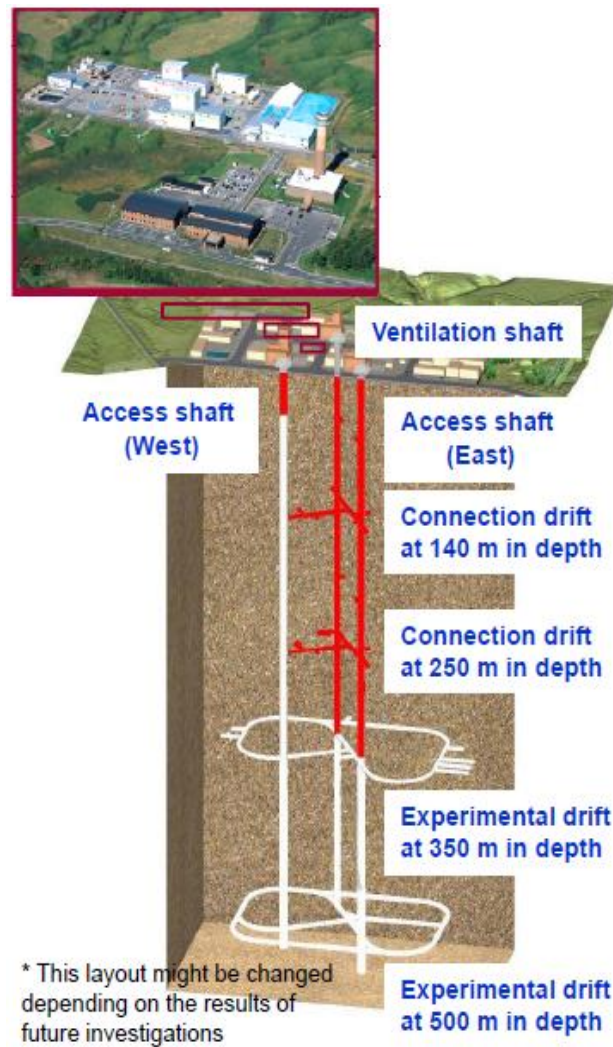 Ventilation shaft
Access shaft
(West)
Access shaft
(East)
Connection drift
at 140 m in depth
Connection drift
at 250 m in depth
Experimental drift
at 350 m in depth
* This layout might be changed
depending on the results of
future investigations
Experimental drift
at 500 m in depth